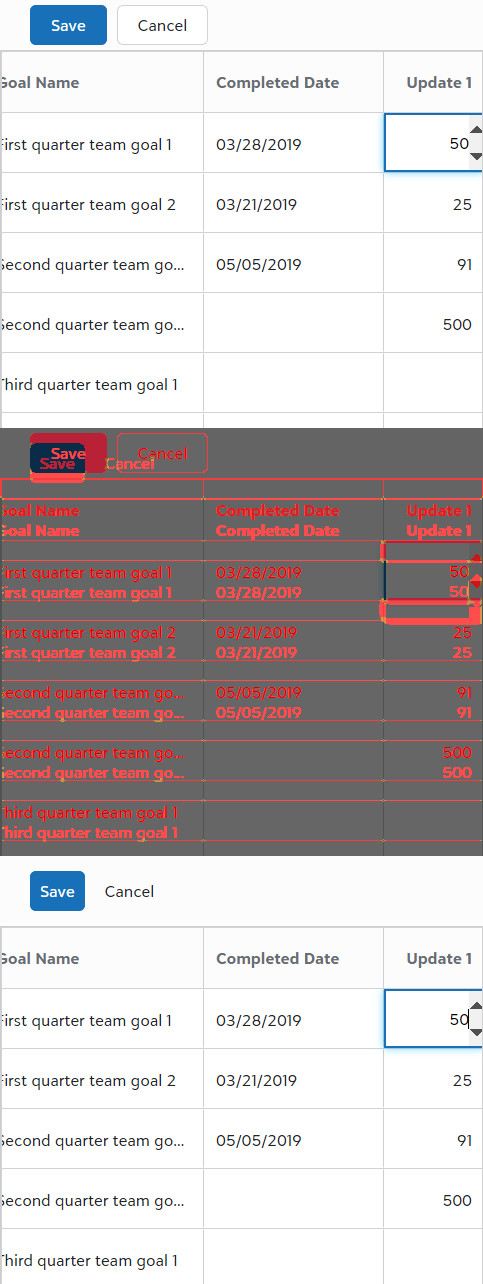 Save Cancel
Goal Name Completed Date Update 1
First quarter team goal 1 03/28/2019 50
First quarter team goal 2 03/21/2019 25
Second quarter team go... 05/05/2019 91
Second quarter team go... 500
Third quarter team goal 1
Save Cancel
Save Cancel
Goal Name Completed Date Update 1
Goal Name Completed Date Update 1
First quarter team goal 1 03/28/2019 50
First quarter team goal 1 03/28/2019 50
First quarter team goal 2 03/21/2019 25
First quarter team goal 2 03/21/2019 25
Second quarter team go... 05/05/2019 91
Second quarter team go... 05/05/2019 91
Second quarter team go... 500
Second quarter team go... 500
Third quarter team goal 1
Third quarter team goal 1
Save Cancel
Goal Name Completed Date Update 1
First quarter team goal 1 03/28/2019 50
First quarter team goal 2 03/21/2019 25
Second quarter team go... 05/05/2019 91
Second quarter team go... 500
Third quarter team goal 1